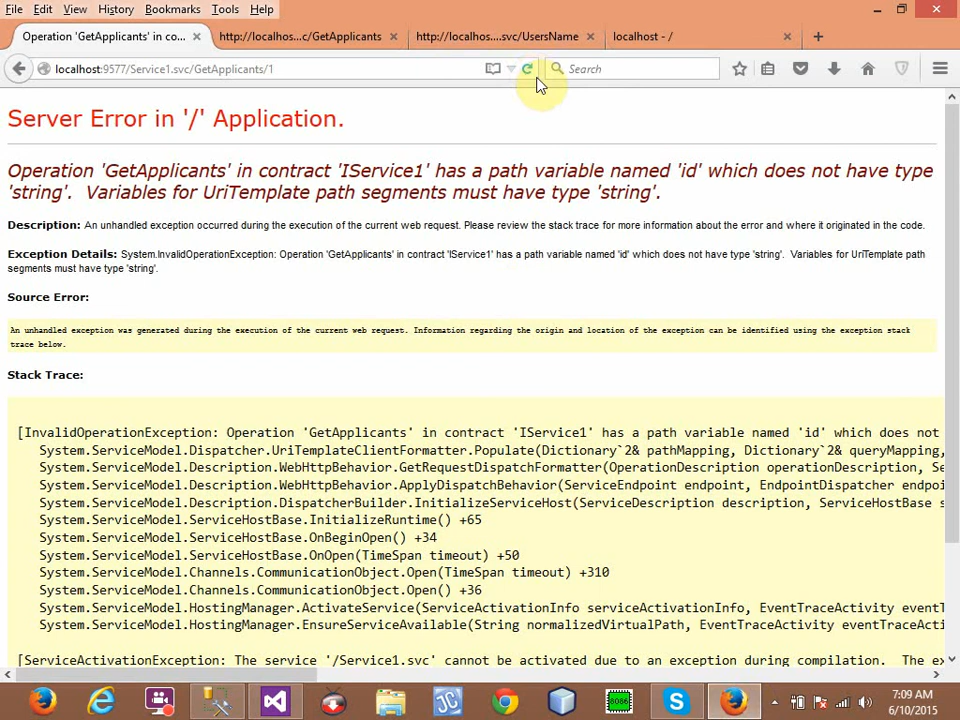 File Edit View History Bookmarks Tools Help
Operation 'GetApplicants' in co... http://localhos...c/GetApplicants http://localhos....svc/UsersName localhost - /
localhost:9577/Service1.svc/GetApplicants/1 Search
Server Error in '/' Application.
Operation 'GetApplicants' in contract 'IService1' has a path variable named 'id' which does not have type
'string'. Variables for UriTemplate path segments must have type 'string'.
Description: An unhandled exception occurred during the execution of the current web request. Please review the stack trace for more information about the error and where it originated in the code.
Exception Details: System.InvalidOperationException: Operation 'GetApplicants' in contract 'IService1' has a path variable named 'id' which does not have type 'string'. Variables for UriTemplate path
segments must have type 'string'.
Source Error:
An unhandled exception was generated during the execution of the current web request. Information regarding the origin and location of the exception can be identified using the exception stack
trace below.
Stack Trace:
[InvalidOperationException: Operation 'GetApplicants' in contract 'IService1' has a path variable named 'id' which does not
System.ServiceModel.Dispatcher.UriTemplateClientFormatter.Populate(Dictionary`2& pathMapping, Dictionary`2& queryMapping,
System.ServiceModel.Description.WebHttpBehavior.GetRequestDispatchFormatter(OperationDescription operationDescription, Se
System.ServiceModel.Description.WebHttpBehavior.ApplyDispatchBehavior(ServiceEndpoint endpoint, EndpointDispatcher endpoi
System.ServiceModel.Description.DispatcherBuilder.InitializeServiceHost(ServiceDescription description, ServiceHostBase s
System.ServiceModel.ServiceHostBase.InitializeRuntime() +65
System.ServiceModel.ServiceHostBase.OnBeginOpen() +34
System.ServiceModel.ServiceHostBase.OnOpen(TimeSpan timeout) +50
System.ServiceModel.Channels.CommunicationObject.Open(TimeSpan timeout) +310
System.ServiceModel.Channels.CommunicationObject.Open() +36
System.ServiceModel.HostingManager.ActivateService(ServiceActivationInfo serviceActivationInfo, EventTraceActivity eventT
System.ServiceModel.HostingManager.EnsureServiceAvailable(String normalizedVirtualPath, EventTraceActivity eventTraceActi
[ServiceActivationException: The service '/Service1.svc' cannot be activated due to an exception during compilation. The ex
8086
7:09 AM
6/10/2015